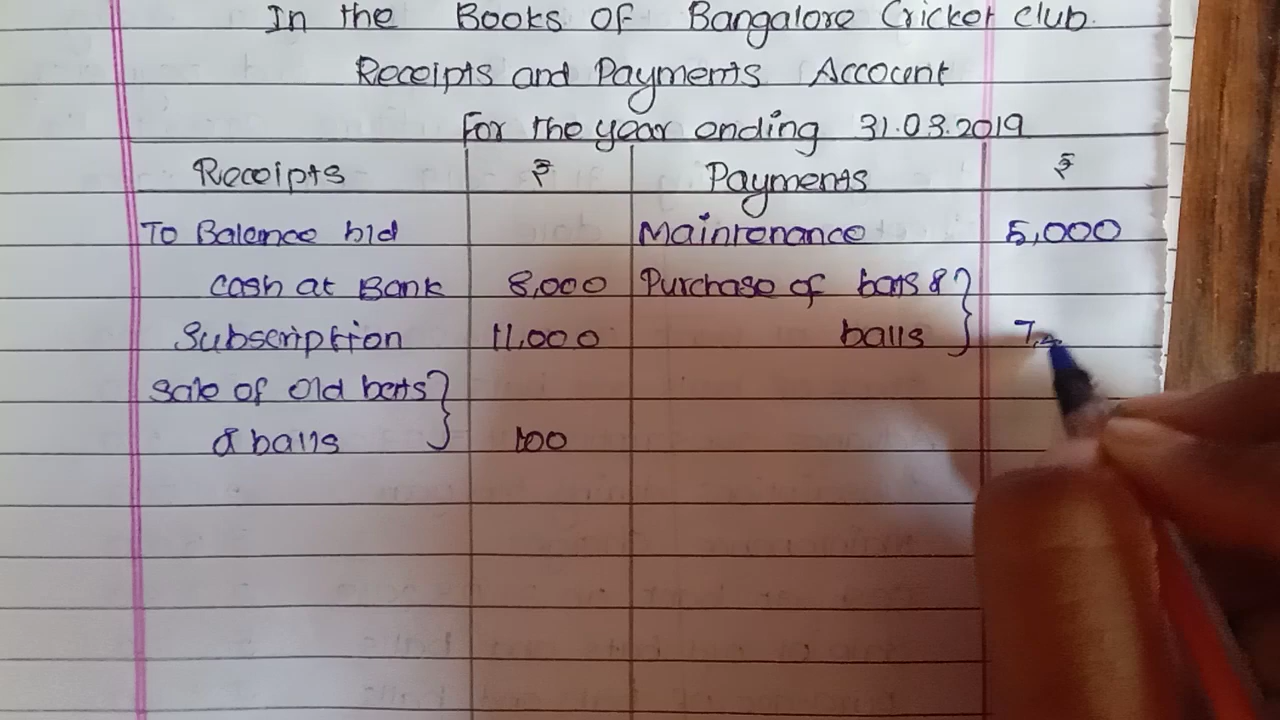 In the Books of Bangalore Cricket club.
Receipts and Payments Account
For the year ending 31.03.2019
Receipts ₹ Payments ₹
To Balance b/d Maintenance 5,000
cash at Bank 8,000 Purchase of bats &
Subscription 11,000 balls 7,
Sale of Old bats
& balls 100